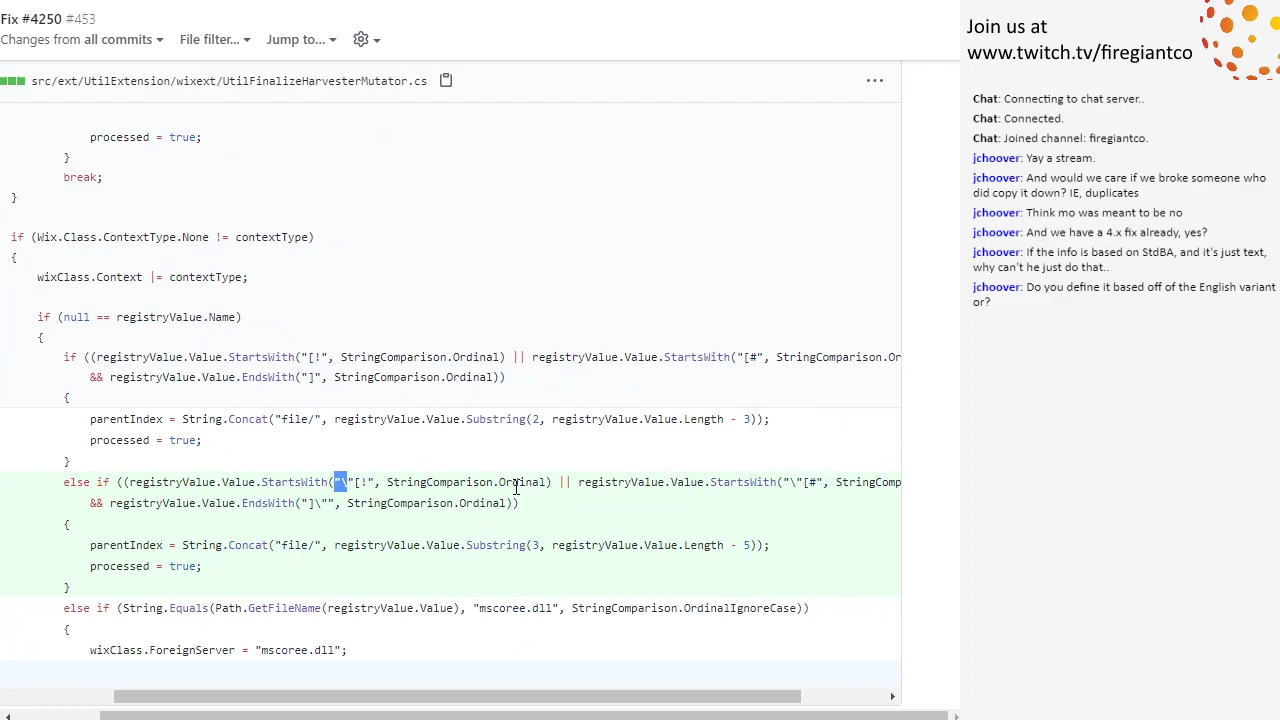 Fix #4250 #453
Changes from all commits File filter... Jump to...
src/ext/UtilExtension/wixext/UtilFinalizeHarvesterMutator.cs
processed = true;
}
break;
}
if (Wix.Class.ContextType.None != contextType)
{
wixClass.Context |= contextType;
if (null == registryValue.Name)
{
if ((registryValue.Value.StartsWith("[!", StringComparison.Ordinal) || registryValue.Value.StartsWith("[#", StringComparison.Or
&& registryValue.Value.EndsWith("]", StringComparison.Ordinal))
{
parentIndex = String.Concat("file/", registryValue.Value.Substring(2, registryValue.Value.Length - 3));
processed = true;
}
else if ((registryValue.Value.StartsWith("\"[!", StringComparison.Ordinal) || registryValue.Value.StartsWith("\"[#", StringComp
&& registryValue.Value.EndsWith("]\"", StringComparison.Ordinal))
{
parentIndex = String.Concat("file/", registryValue.Value.Substring(3, registryValue.Value.Length - 5));
processed = true;
}
else if (String.Equals(Path.GetFileName(registryValue.Value), "mscoree.dll", StringComparison.OrdinalIgnoreCase))
{
wixClass.ForeignServer = "mscoree.dll";
Join us at
www.twitch.tv/firegiantco
Chat: Connecting to chat server..
Chat: Connected.
Chat: Joined channel: firegiantco.
jchoover: Yay a stream.
jchoover: And would we care if we broke someone who
did copy it down? IE, duplicates
jchoover: Think mo was meant to be no
jchoover: And we have a 4.x fix already, yes?
jchoover: If the info is based on StdBA, and it's just text,
why can't he just do that..
jchoover: Do you define it based off of the English variant
or?